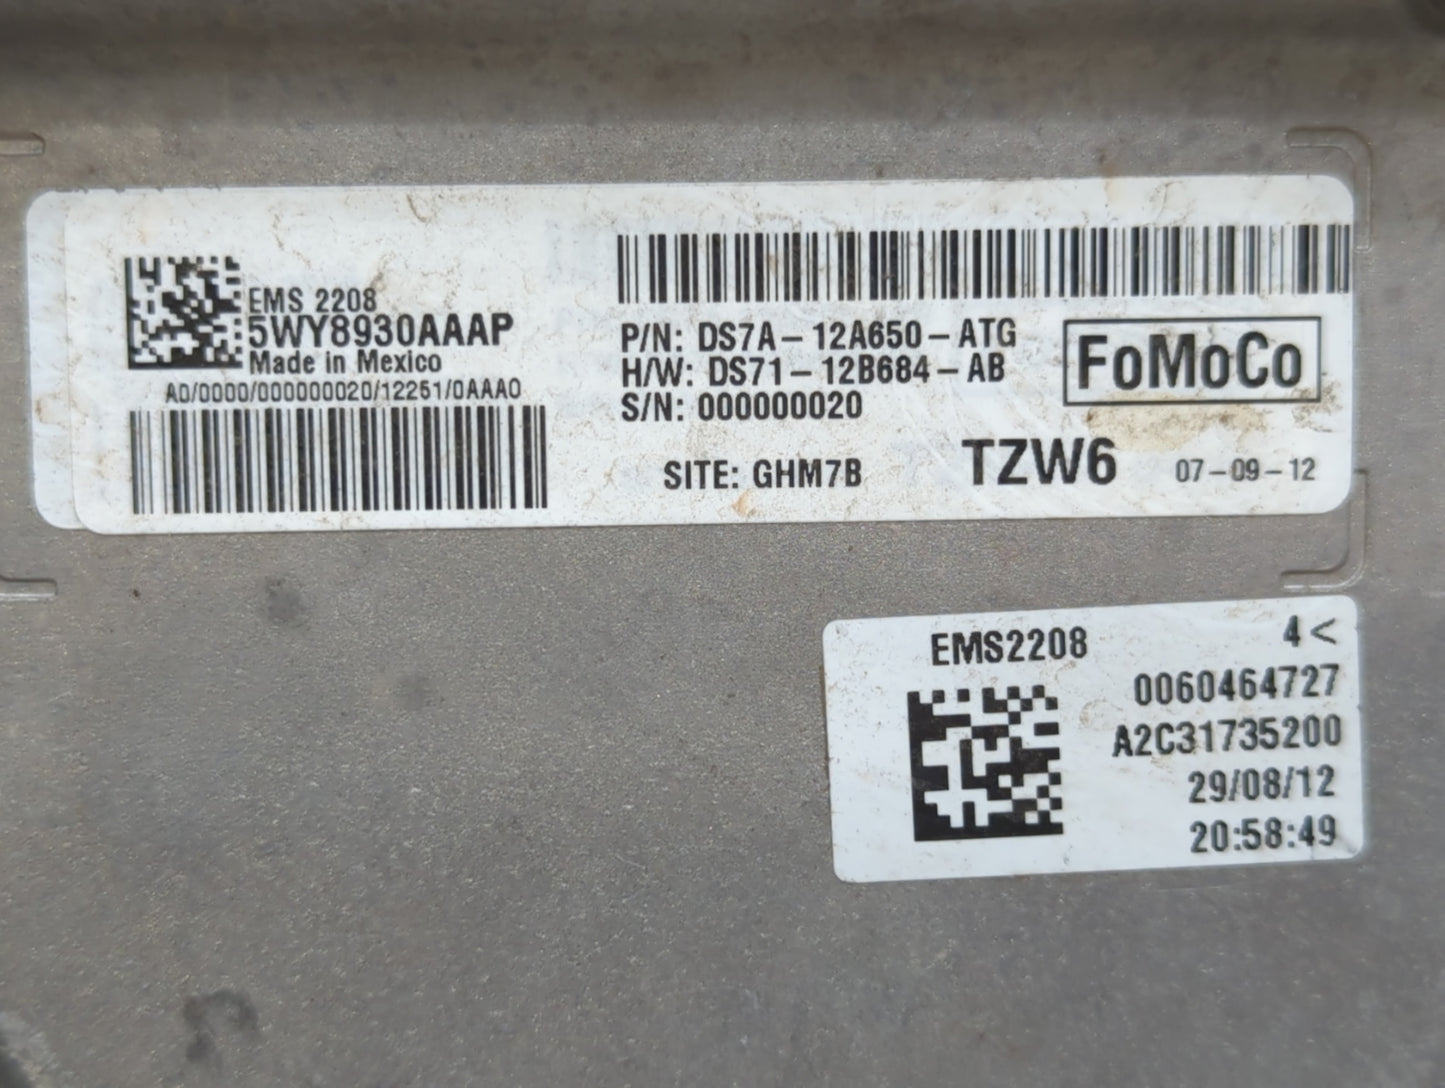 EMS 2208
5WY8930AAAP
Made in Mexico
A0/0000/000000020/12251/0AAA0
P/N: DS7A-12A650-ATG
H/W: DS71-12B684-AB
S/N: 000000020
FoMoCo
SITE: GHM7B
TZW6
07-09-12
EMS2208
4<
0060464727
A2C31735200
29/08/12
20:58:49